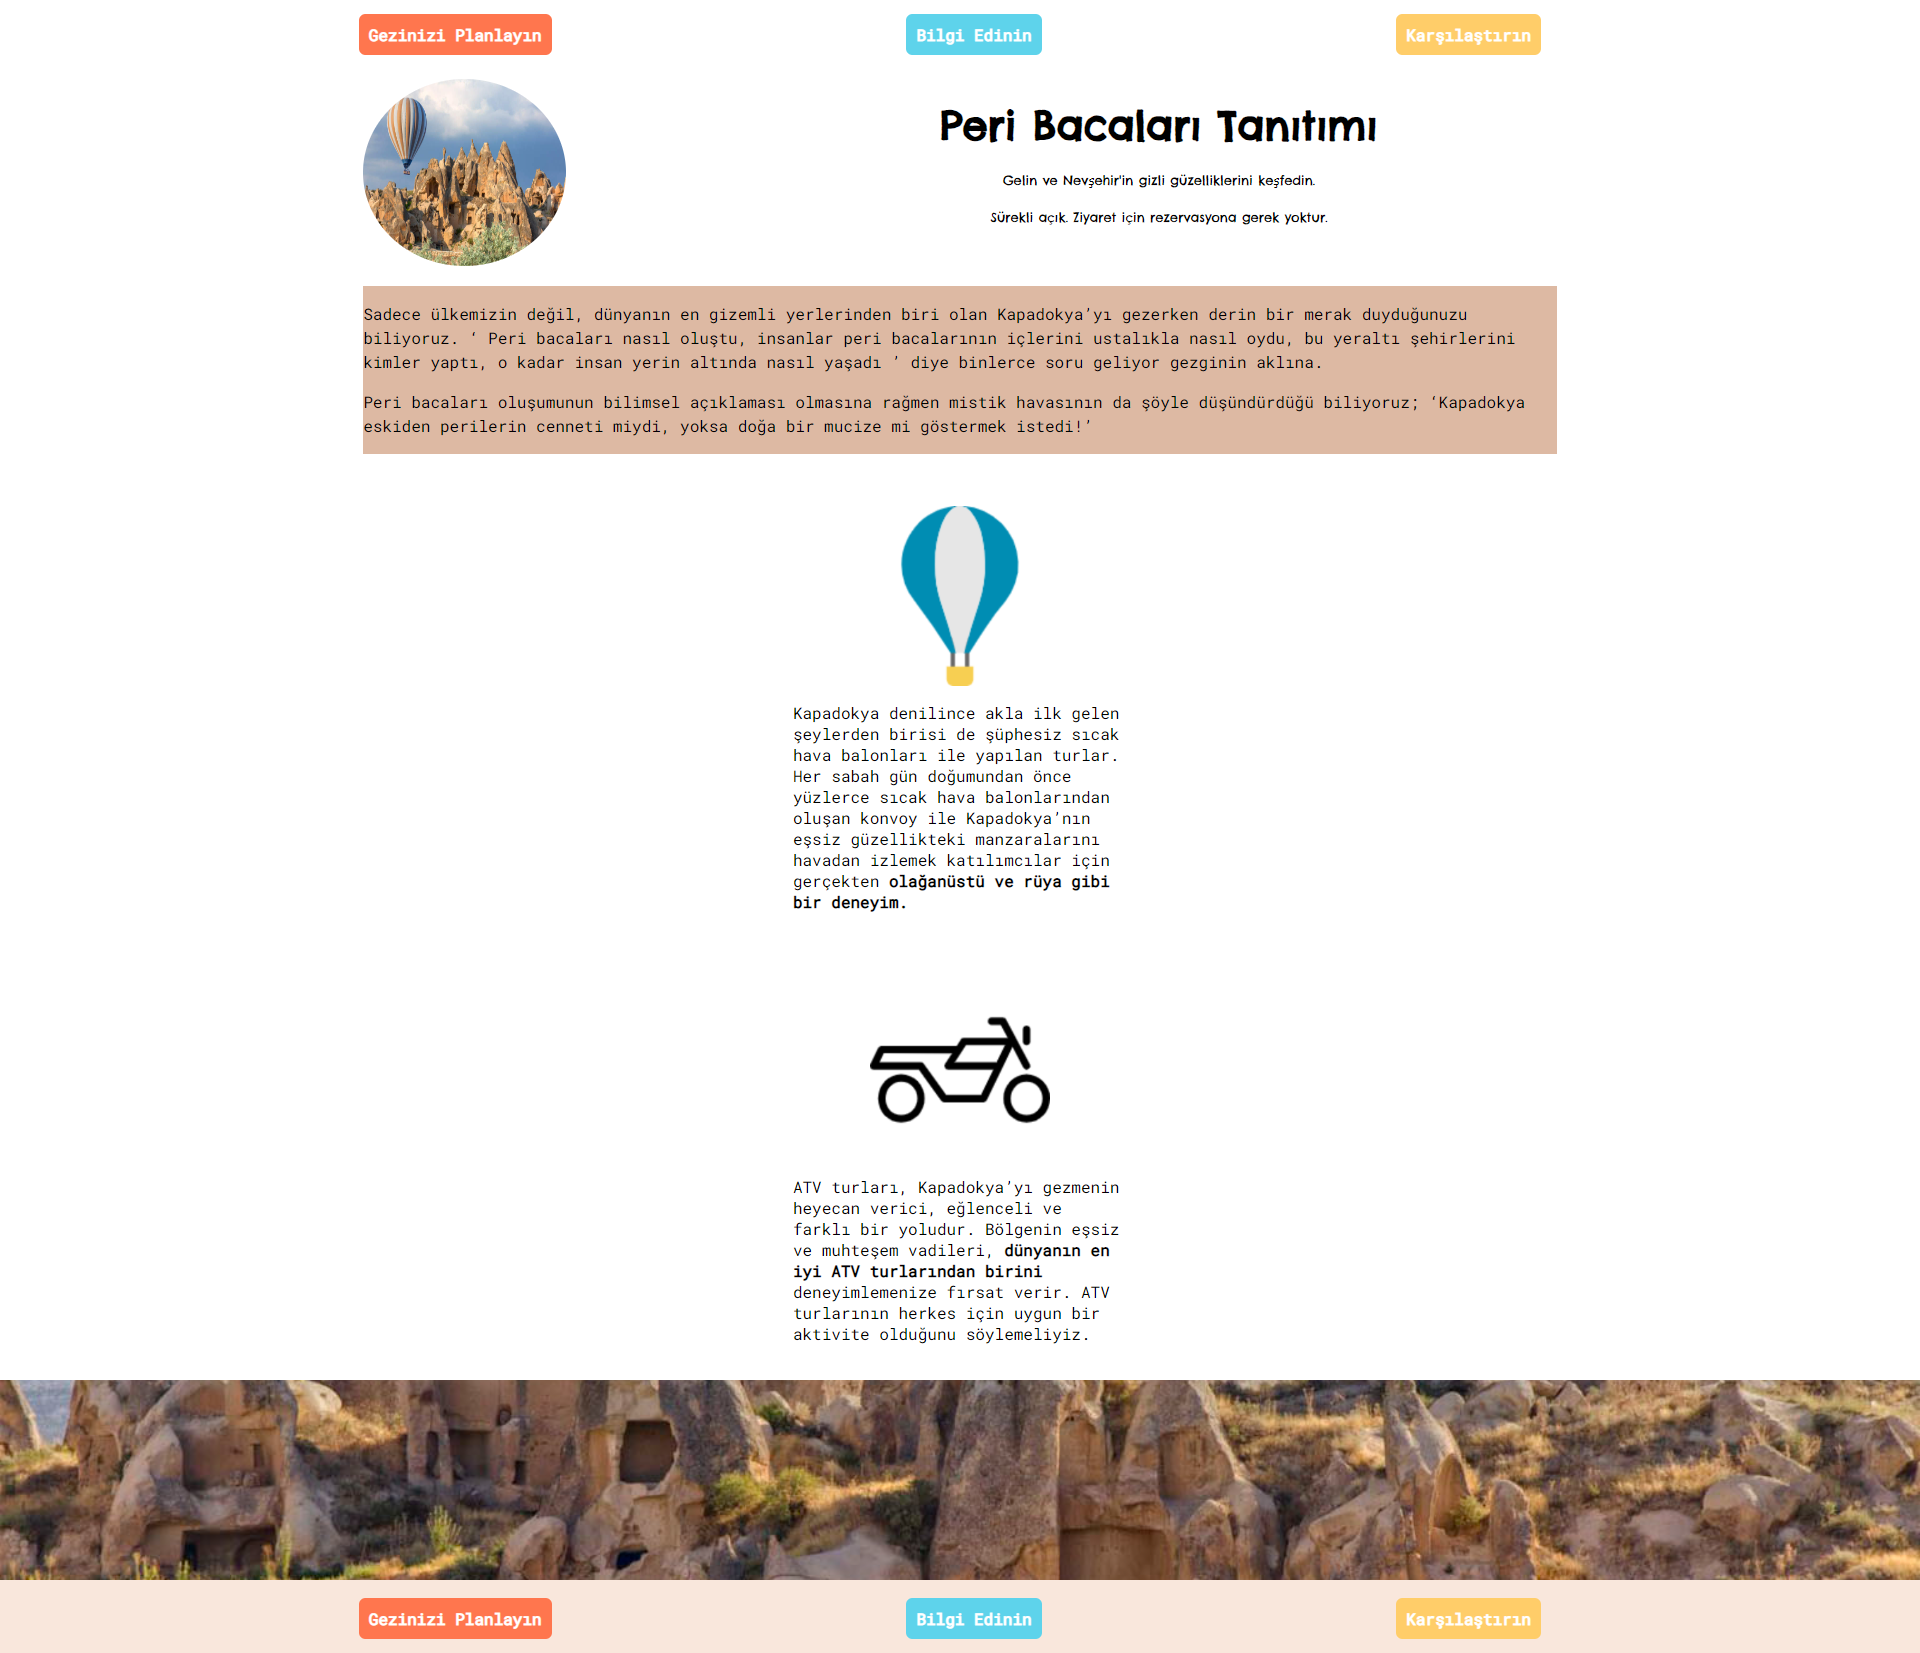 Gezinizi Planlayın
Bilgi Edinin
Karşılaştırın
Peri Bacaları Tanıtımı
Gelin ve Nevşehir'in gizli güzelliklerini keşfedin.
Sürekli açık. Ziyaret için rezervasyona gerek yoktur.
Sadece ülkemizin değil, dünyanın en gizemli yerlerinden biri olan Kapadokya’yı gezerken derin bir merak duyduğunuzu
biliyoruz. ‘ Peri bacaları nasıl oluştu, insanlar peri bacalarının içlerini ustalıkla nasıl oydu, bu yeraltı şehirlerini
kimler yaptı, o kadar insan yerin altında nasıl yaşadı ’ diye binlerce soru geliyor gezginin aklına.
Peri bacaları oluşumunun bilimsel açıklaması olmasına rağmen mistik havasının da şöyle düşündürdüğü biliyoruz; ‘Kapadokya
eskiden perilerin cenneti miydi, yoksa doğa bir mucize mi göstermek istedi!’
Kapadokya denilince akla ilk gelen
şeylerden birisi de şüphesiz sıcak
hava balonları ile yapılan turlar.
Her sabah gün doğumundan önce
yüzlerce sıcak hava balonlarından
oluşan konvoy ile Kapadokya’nın
eşsiz güzellikteki manzaralarını
havadan izlemek katılımcılar için
gerçekten olağanüstü ve rüya gibi
bir deneyim.
ATV turları, Kapadokya’yı gezmenin
heyecan verici, eğlenceli ve
farklı bir yoludur. Bölgenin eşsiz
ve muhteşem vadileri, dünyanın en
iyi ATV turlarından birini
deneyimlemenize fırsat verir. ATV
turlarının herkes için uygun bir
aktivite olduğunu söylemeliyiz.
Gezinizi Planlayın
Bilgi Edinin
Karşılaştırın